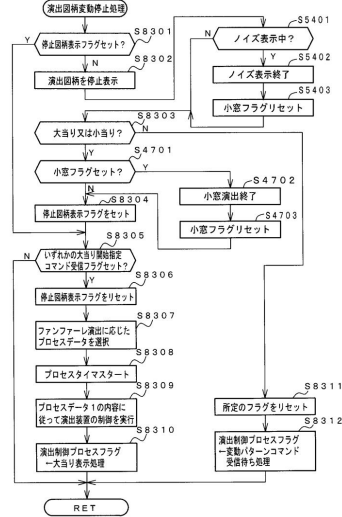 演出図柄変動停止処理
S8301
停止図柄表示フラグセット?
Y
N
S8302
演出図柄を停止表示
S5401
ノイズ表示中?
N
Y
S5402
ノイズ表示終了
S5403
小窓フラグリセット
S8303
大当り又は小当り?
N
Y
S4701
小窓フラグセット?
Y
N
S4702
小窓演出終了
S4703
小窓フラグリセット
S8304
停止図柄表示フラグをセット
S8305
いずれかの大当り開始指定
コマンド受信フラグセット?
N
Y
S8306
停止図柄表示フラグをリセット
S8307
ファンファーレ演出に応じた
プロセスデータを選択
S8308
プロセスタイマスタート
S8309
プロセスデータ1の内容に
従って演出装置の制御を実行
S8310
演出制御プロセスフラグ
←大当り表示処理
S8311
所定のフラグをリセット
S8312
演出制御プロセスフラグ
←変動パターンコマンド
受信待ち処理
RET